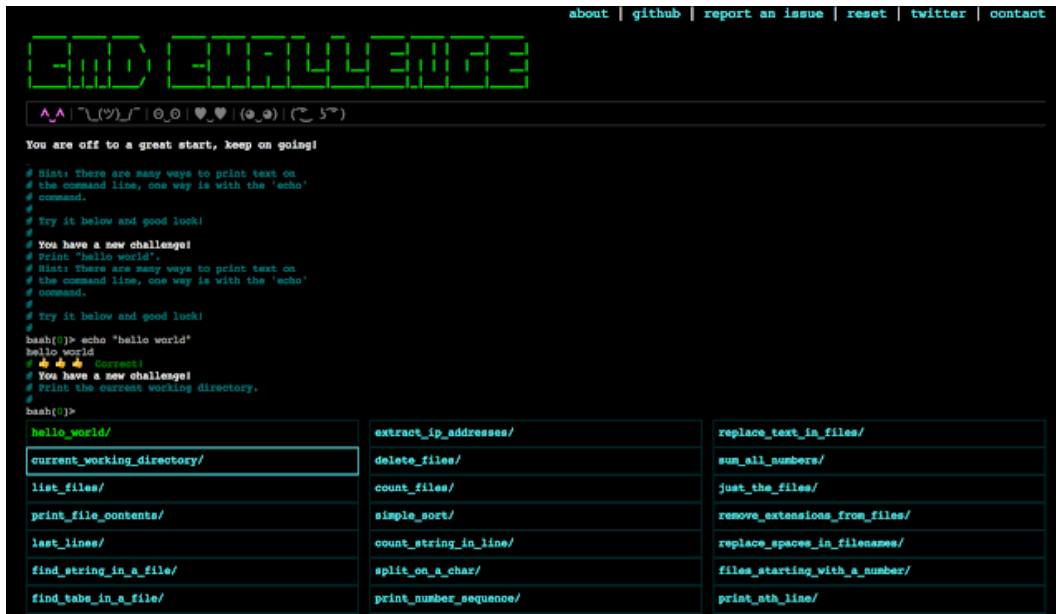 about | github | report an issue | reset | twitter | contact
CMD CHALLENGE
^_^ | ¯\_(ツ)_/¯ | ʘ‿ʘ | ♥‿♥ | (◕‿◕) | ( ͡° ͜ʖ ͡°)
You are off to a great start, keep on going!
# Hint: There are many ways to print text on
# the command line, one way is with the 'echo'
# command.
#
# Try it below and good luck!
#
# You have a new challenge!
# Print "hello world".
# Hint: There are many ways to print text on
# the command line, one way is with the 'echo'
# command.
#
# Try it below and good luck!
#
bash(0)> echo "hello world"
hello world
# 👍 👍 👍 Correct!
# You have a new challenge!
# Print the current working directory.
#
bash(0)>
hello_world/ extract_ip_addresses/ replace_text_in_files/
current_working_directory/ delete_files/ sum_all_numbers/
list_files/ count_files/ just_the_files/
print_file_contents/ simple_sort/ remove_extensions_from_files/
last_lines/ count_string_in_line/ replace_spaces_in_filenames/
find_string_in_a_file/ split_on_a_char/ files_starting_with_a_number/
find_tabs_in_a_file/ print_number_sequence/ print_nth_line/